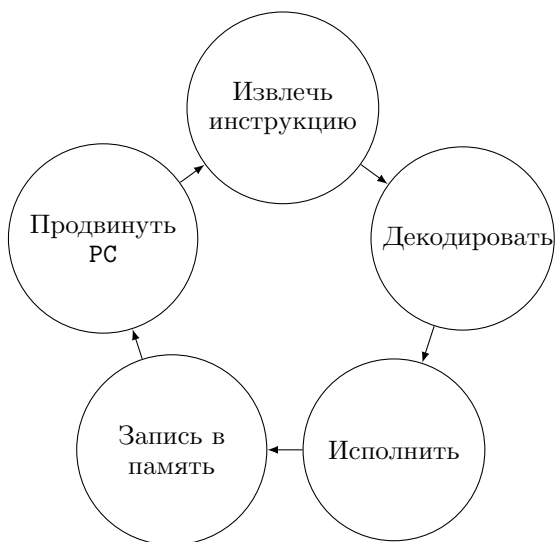 Извлечь
инструкцию
Декодировать
Исполнить
Запись в
память
Продвинуть
PC